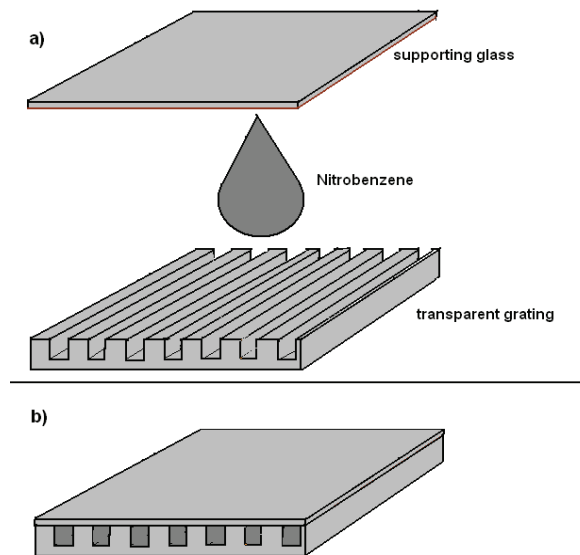 a)
supporting glass
Nitrobenzene
transparent grating
b)